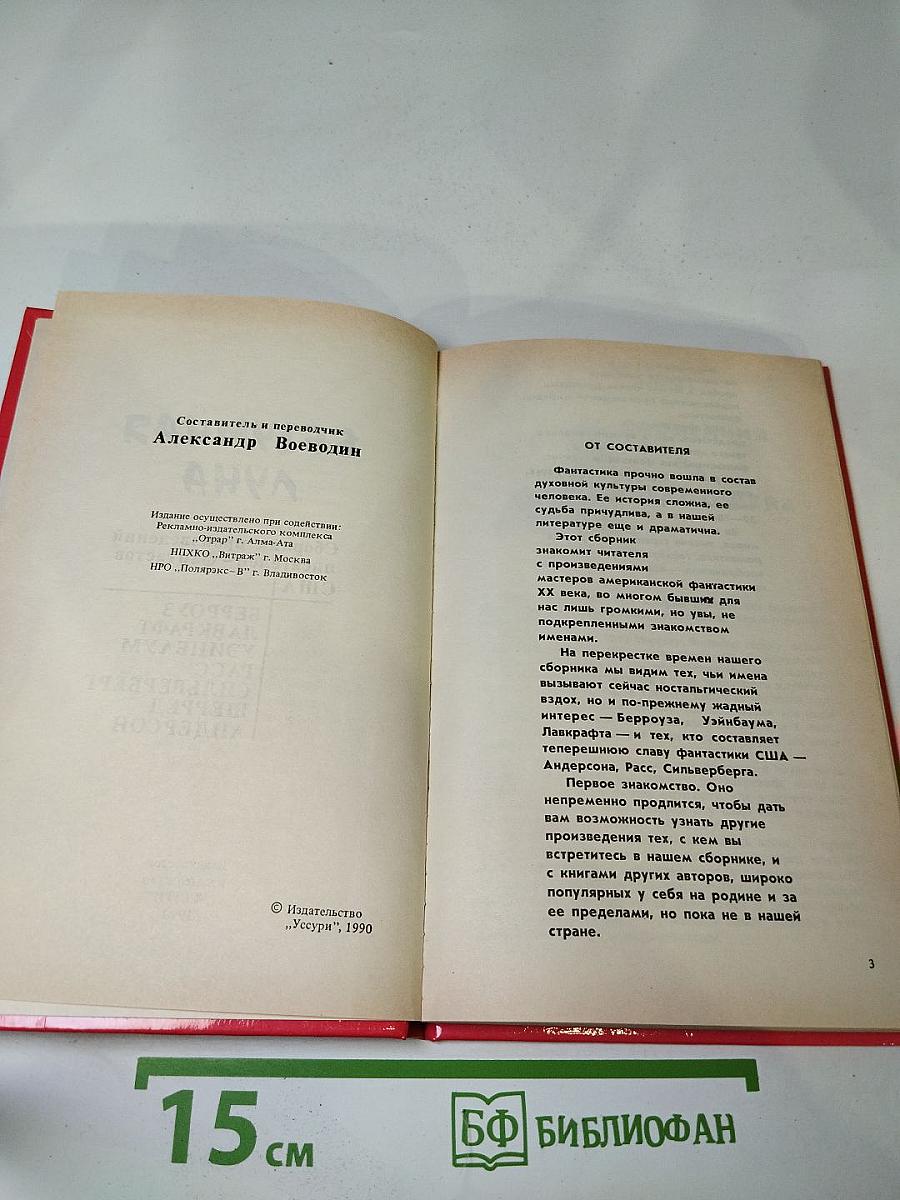 Составитель и переводчик
Александр Воеводин
Издание осуществлено при содействии:
Рекламно-издательского комплекса
„Отрар" г. Алма-Ата
НПХКО „Витраж" г. Москва
НРО „Полярэкс—В" г. Владивосток
© Издательство
„Уссури", 1990
ОТ СОСТАВИТЕЛЯ
Фантастика прочно вошла в состав
духовной культуры современного
человека. Ее история сложна, ее
судьба причудлива, а в нашей
литературе еще и драматична.
Этот сборник
знакомит читателя
с произведениями
мастеров американской фантастики
XX века, во многом бывших для
нас лишь громкими, но увы, не
подкрепленными знакомством
именами.
На перекрестке времен нашего
сборника мы видим тех, чьи имена
вызывают сейчас ностальгический
вздох, но и по-прежнему жадный
интерес — Берроуза, Уэйнбаума,
Лавкрафта — и тех, кто составляет
теперешнюю славу фантастики США —
Андерсона, Расс, Сильверберга.
Первое знакомство. Оно
непременно продлится, чтобы дать
вам возможность узнать другие
произведения тех, с кем вы
встретитесь в нашем сборнике, и
с книгами других авторов, широко
популярных у себя на родине и за
ее пределами, но пока не в нашей
стране.
3
15 см
БФ БИБЛИОФАН